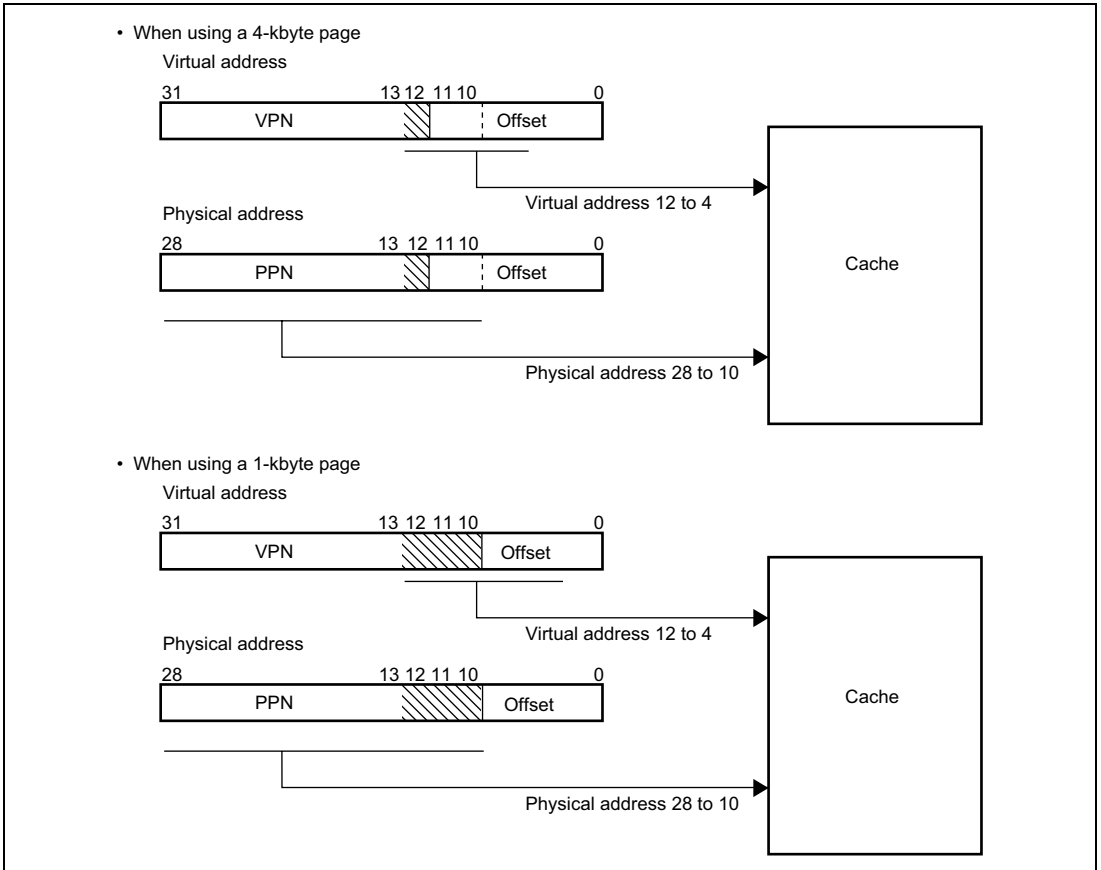 • When using a 4-kbyte page
Virtual address
31 13 12 11 10 0
VPN Offset
Virtual address 12 to 4
Physical address
28 13 12 11 10 0
PPN Offset
Cache
Physical address 28 to 10
• When using a 1-kbyte page
Virtual address
31 13 12 11 10 0
VPN Offset
Virtual address 12 to 4
Physical address
28 13 12 11 10 0
PPN Offset
Cache
Physical address 28 to 10